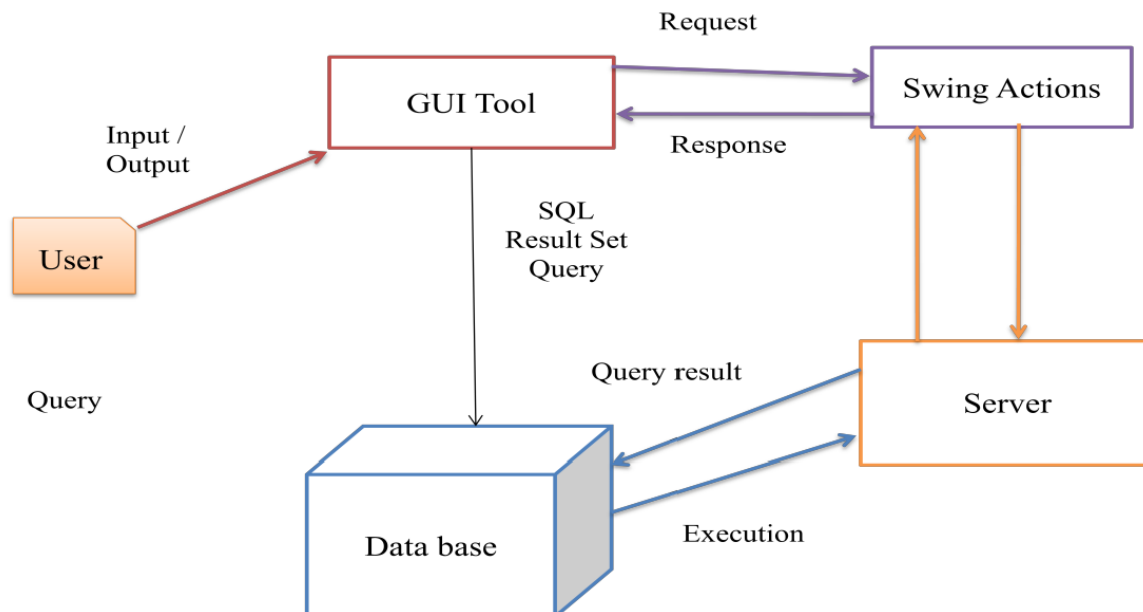 Request
GUI Tool
Swing Actions
Input /
Output
Response
SQL
Result Set
Query
User
Query result
Query
Server
Execution
Data base